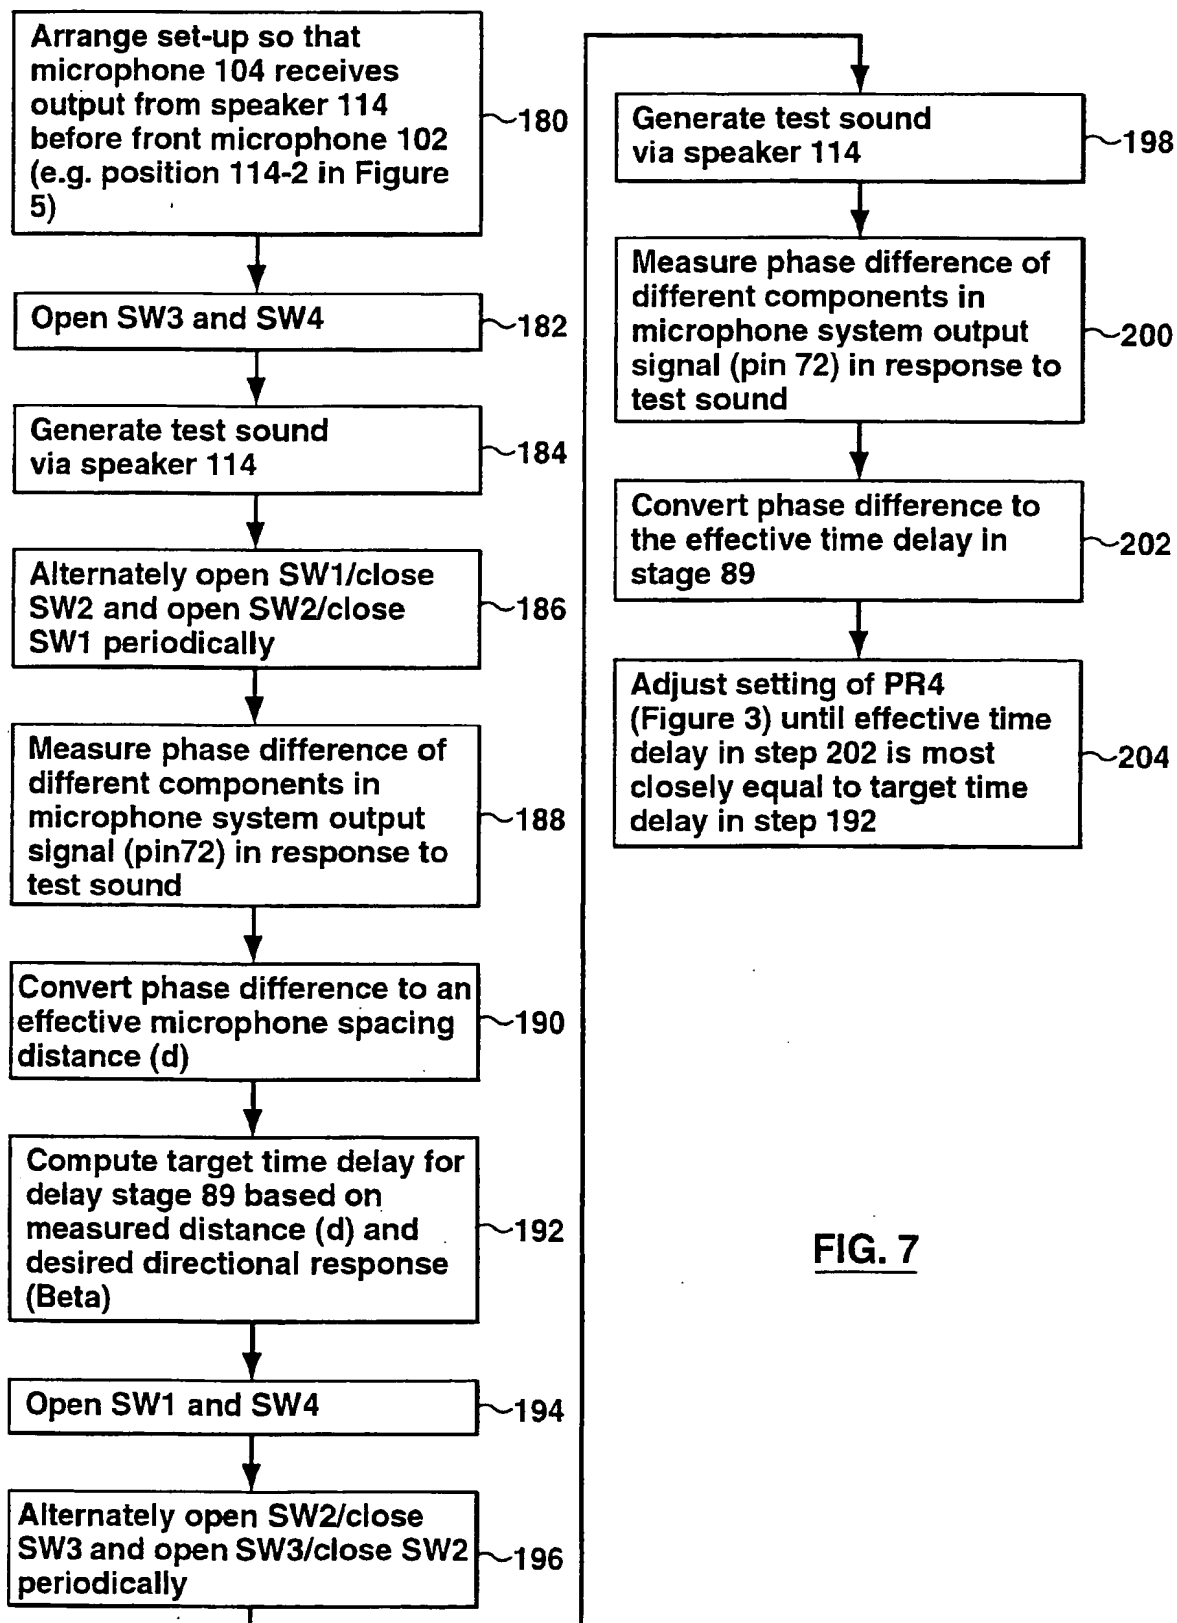 Arrange set-up so that
microphone 104 receives
output from speaker 114
before front microphone 102
(e.g. position 114-2 in Figure
5)
180
Open SW3 and SW4
182
Generate test sound
via speaker 114
184
Alternately open SW1/close
SW2 and open SW2/close
SW1 periodically
186
Measure phase difference of
different components in
microphone system output
signal (pin72) in response to
test sound
188
Convert phase difference to an
effective microphone spacing
distance (d)
190
Compute target time delay for
delay stage 89 based on
measured distance (d) and
desired directional response
(Beta)
192
Open SW1 and SW4
194
Alternately open SW2/close
SW3 and open SW3/close SW2
periodically
196
Generate test sound
via speaker 114
198
Measure phase difference of
different components in
microphone system output
signal (pin 72) in response to
test sound
200
Convert phase difference to
the effective time delay in
stage 89
202
Adjust setting of PR4
(Figure 3) until effective time
delay in step 202 is most
closely equal to target time
delay in step 192
204
FIG. 7